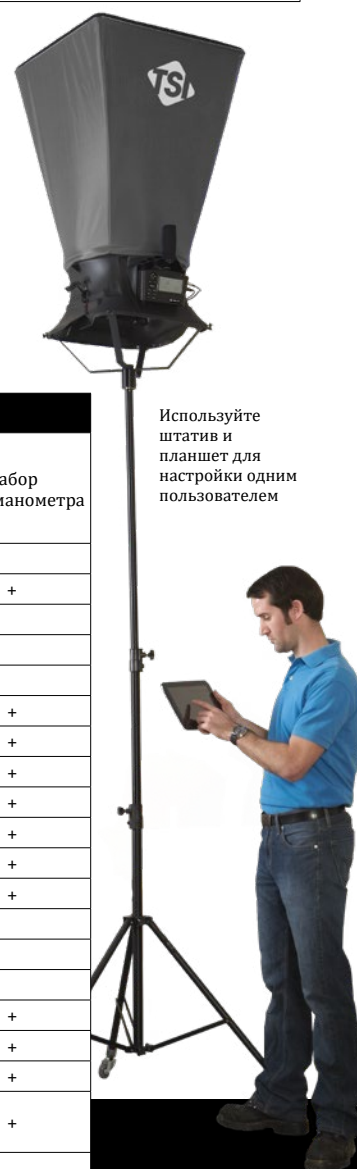 TSI
Используйте
штатив и
планшет для
настройки одним
пользователем
абор
манометра
+
+
+
+
+
+
+
+
+
+
+
+